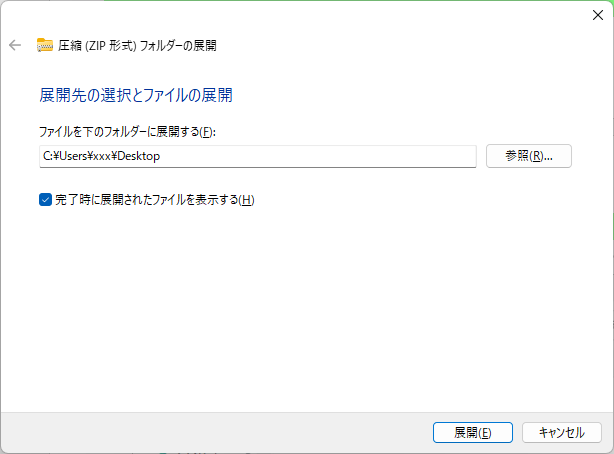 圧縮 (ZIP 形式) フォルダーの展開
展開先の選択とファイルの展開
ファイルを下のフォルダーに展開する(F):
C:¥Users¥xxx¥Desktop
参照(R)...
完了時に展開されたファイルを表示する(H)
展開(E)
キャンセル